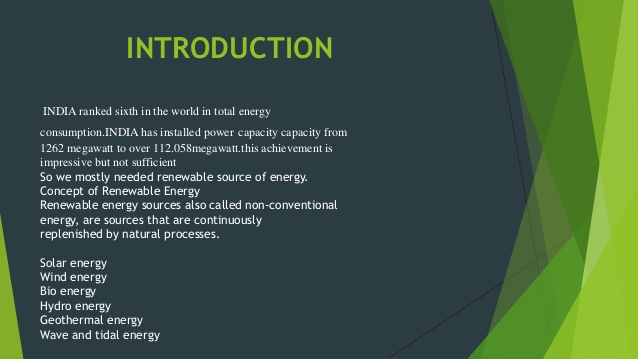 INTRODUCTION
INDIA ranked sixth in the world in total energy
consumption.INDIA has installed power capacity capacity from
1262 megawatt to over 112.058megawatt.this achievement is
impressive but not sufficient
So we mostly needed renewable source of energy.
Concept of Renewable Energy
Renewable energy sources also called non-conventional
energy, are sources that are continuously
replenished by natural processes.
Solar energy
Wind energy
Bio energy
Hydro energy
Geothermal energy
Wave and tidal energy